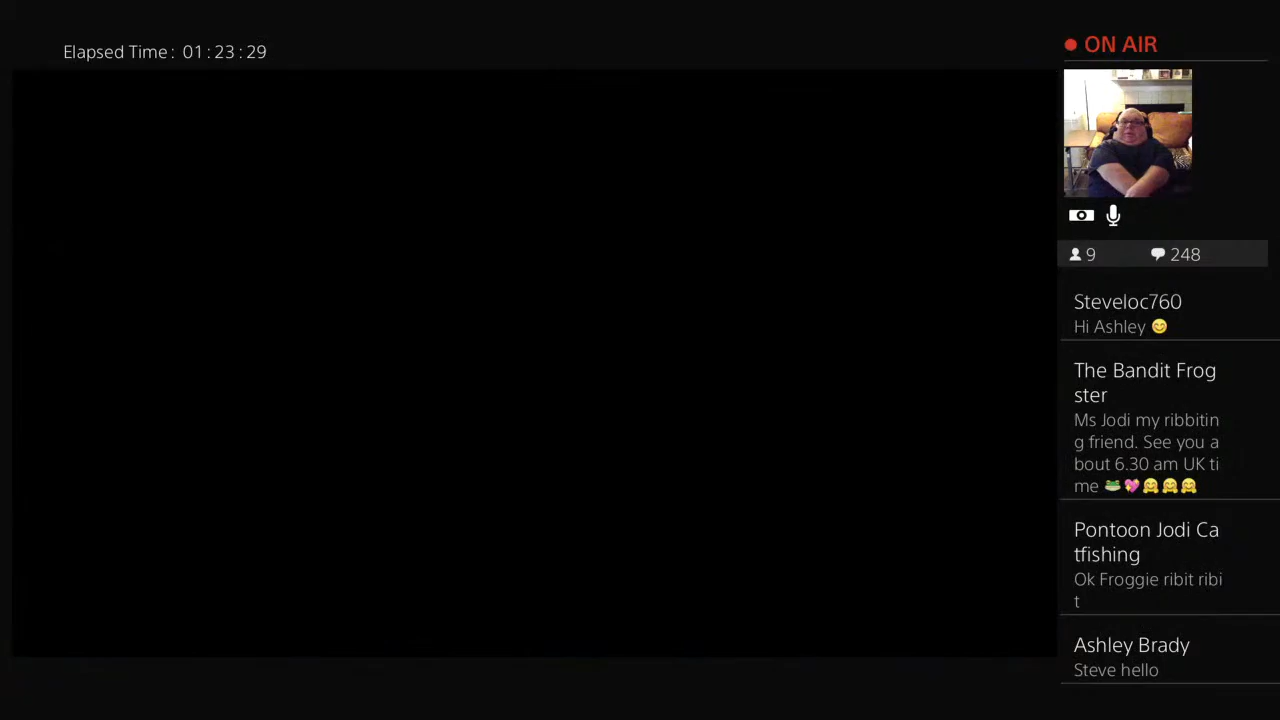 Elapsed Time: 01:23:29
ON AIR
9 248
Steveloc760
Hi Ashley 😊
The Bandit Frog
ster
Ms Jodi my ribbitin
g friend. See you a
bout 6.30 am UK ti
me 🐸💖🤗🤗🤗
Pontoon Jodi Ca
tfishing
Ok Froggie ribit ribi
t
Ashley Brady
Steve hello